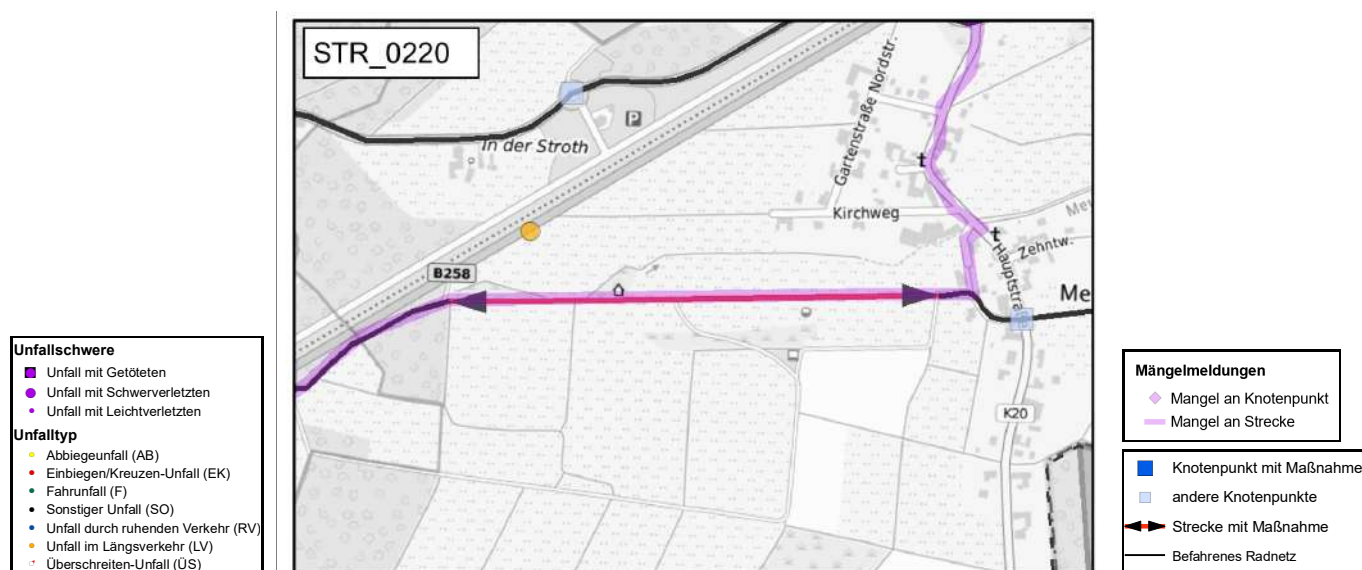 STR_0220
Gartenstraße Nordstr.
In der Stroth
P
Kirchweg
Zehntw.
Hauptstraß
B258
Me
K20
Unfallschwere
Unfall mit Getöteten
Unfall mit Schwerverletzten
Unfall mit Leichtverletzten
Unfalltyp
Abbiegeunfall (AB)
Einbiegen/Kreuzen-Unfall (EK)
Fahrunfall (F)
Sonstiger Unfall (SO)
Unfall durch ruhenden Verkehr (RV)
Unfall im Längsverkehr (LV)
Überschreiten-Unfall (ÜS)
Mängelmeldungen
Mangel an Knotenpunkt
Mangel an Strecke
Knotenpunkt mit Maßnahme
andere Knotenpunkte
Strecke mit Maßnahme
Befahrenes Radnetz